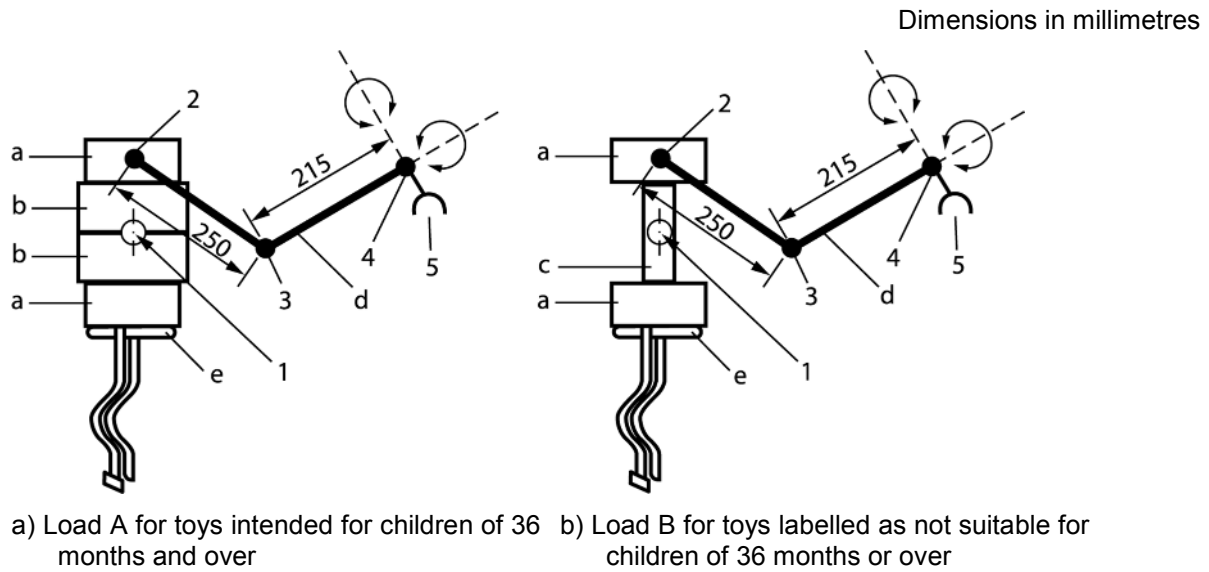 Dimensions in millimetres
2
a
215
b
250
b
4
5
3
d
a
e
1
2
a
215
250
4
5
c
3
d
a
e
1
a) Load A for toys intended for children of 36
months and over
b) Load B for toys labelled as not suitable for
children of 36 months or over